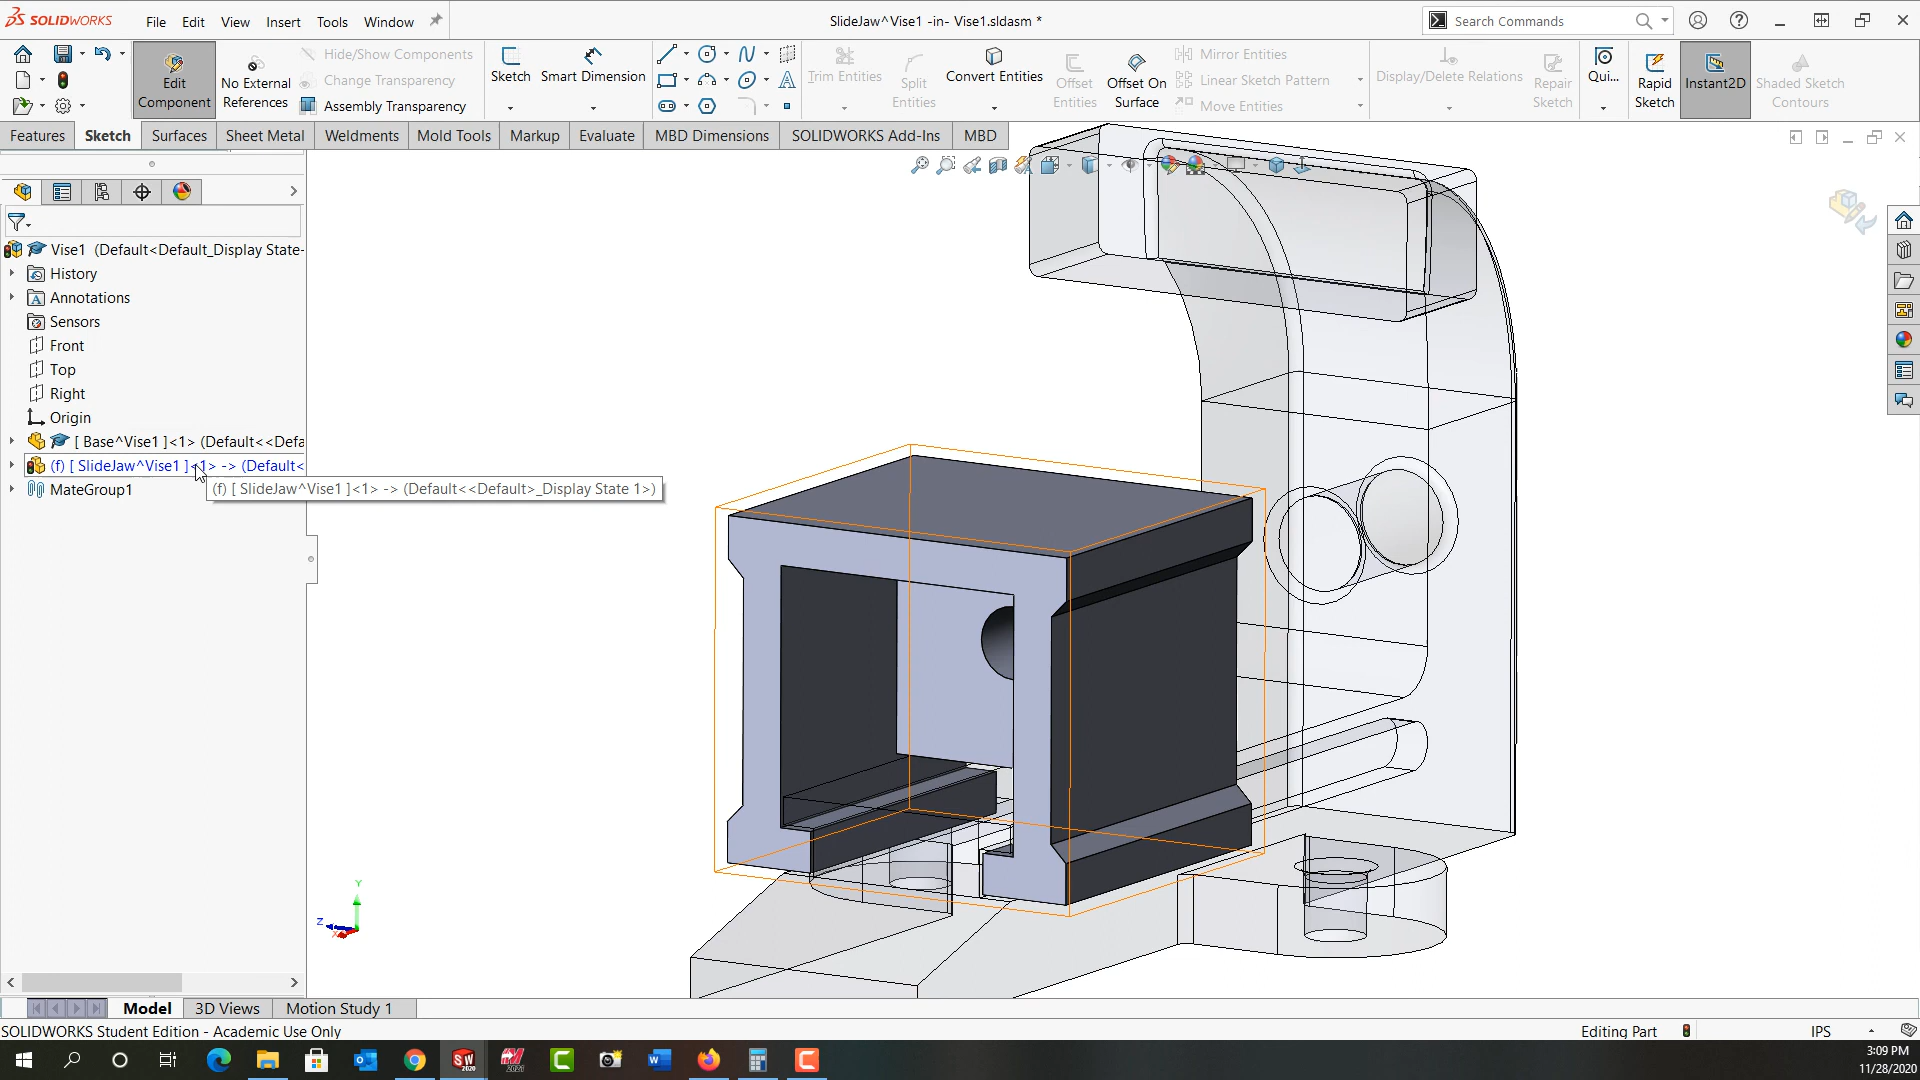 SOLIDWORKS File Edit View Insert Tools Window SlideJaw^Vise1 -in- Vise1.sldasm * Search Commands
Edit Component
No External References
Hide/Show Components
Change Transparency
Assembly Transparency
Sketch
Smart Dimension
Trim Entities
Split Entities
Convert Entities
Offset Entities
Offset On Surface
Mirror Entities
Linear Sketch Pattern
Move Entities
Display/Delete Relations
Repair Sketch
Qui...
Rapid Sketch
Instant2D
Shaded Sketch Contours
Features Sketch Surfaces Sheet Metal Weldments Mold Tools Markup Evaluate MBD Dimensions SOLIDWORKS Add-Ins MBD
Vise1 (Default<Default_Display State-
History
Annotations
Sensors
Front
Top
Right
Origin
[ Base^Vise1 ]<1> (Default<<Defa
(f) [ SlideJaw^Vise1 ]<1> -> (Default<
(f) [ SlideJaw^Vise1 ]<1> -> (Default<<Default>_Display State 1>)
MateGroup1
Y
Z
X
Model 3D Views Motion Study 1
SOLIDWORKS Student Edition - Academic Use Only Editing Part IPS
3:09 PM
11/28/2020